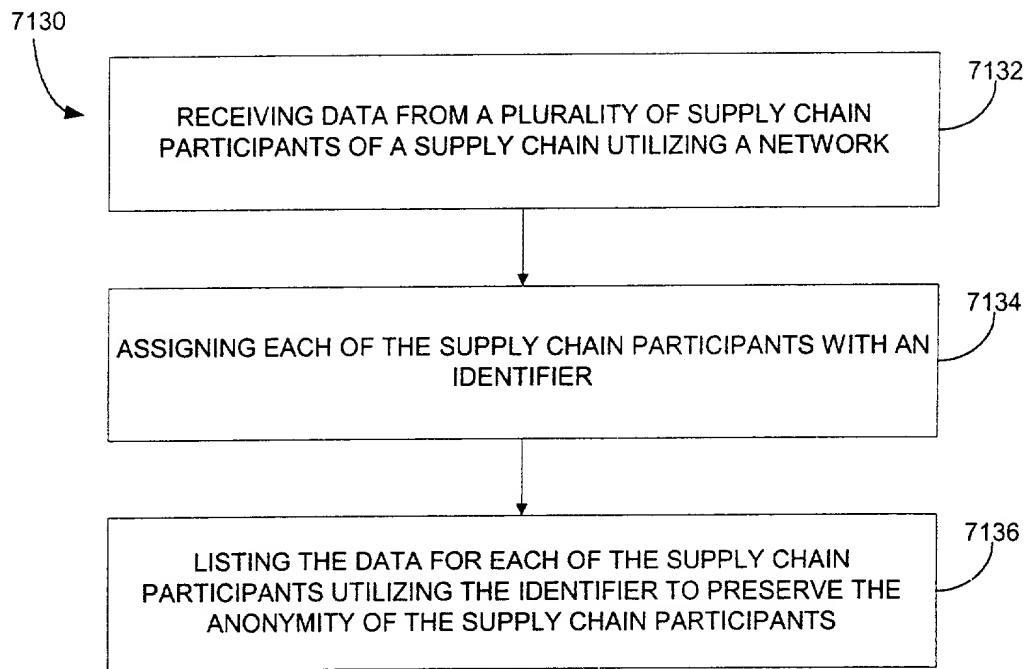 7130
7132
RECEIVING DATA FROM A PLURALITY OF SUPPLY CHAIN
PARTICIPANTS OF A SUPPLY CHAIN UTILIZING A NETWORK
7134
ASSIGNING EACH OF THE SUPPLY CHAIN PARTICIPANTS WITH AN
IDENTIFIER
7136
LISTING THE DATA FOR EACH OF THE SUPPLY CHAIN
PARTICIPANTS UTILIZING THE IDENTIFIER TO PRESERVE THE
ANONYMITY OF THE SUPPLY CHAIN PARTICIPANTS